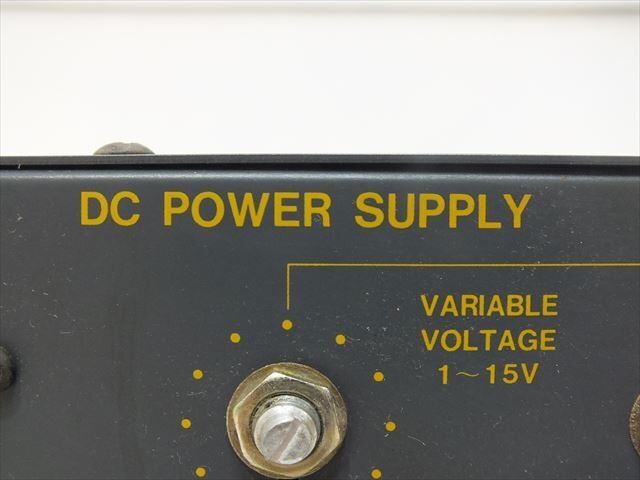 DC POWER SUPPLY
VARIABLE
VOLTAGE
1～15V